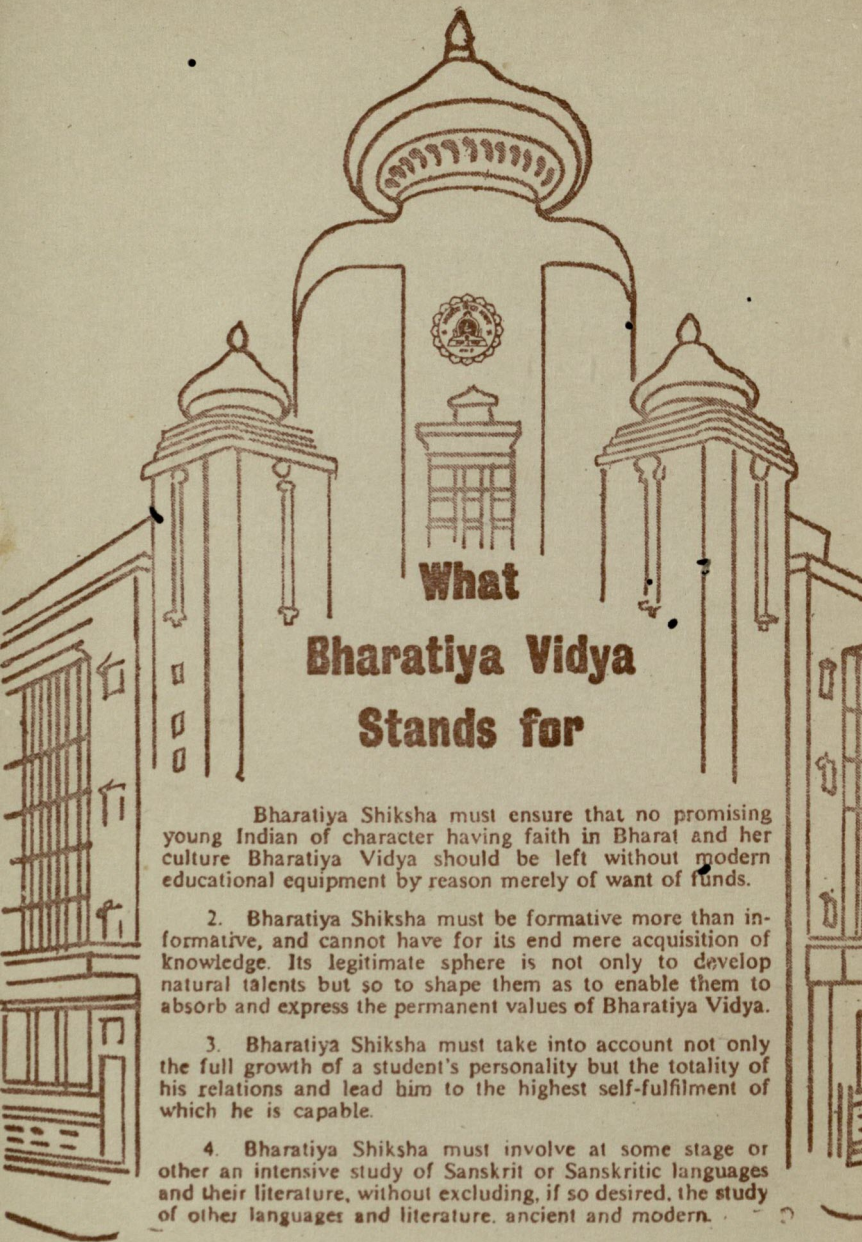 What
Bharatiya Vidya
Stands for
Bharatiya Shiksha must ensure that no promising
young Indian of character having faith in Bharat and her
culture Bharatiya Vidya should be left without modern
educational equipment by reason merely of want of funds.
2. Bharatiya Shiksha must be formative more than in-
formative, and cannot have for its end mere acquisition of
knowledge. Its legitimate sphere is not only to develop
natural talents but so to shape them as to enable them to
absorb and express the permanent values of Bharatiya Vidya.
3. Bharatiya Shiksha must take into account not only
the full growth of a student's personality but the totality of
his relations and lead him to the highest self-fulfilment of
which he is capable.
4. Bharatiya Shiksha must involve at some stage or
other an intensive study of Sanskrit or Sanskritic languages
and their literature, without excluding, if so desired, the study
of other languages and literature, ancient and modern.